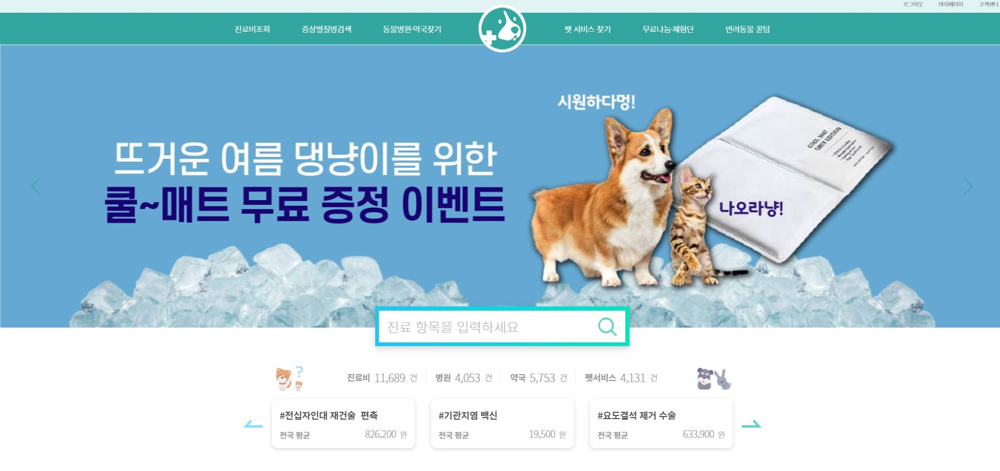 로그아웃 마이페이지 고객센터
진료비조회 증상별질병검색 동물병원·약국찾기 펫 서비스 찾기 무료나눔·체험단 반려동물 꿀팁
시원하다멍!
COOL MAT
GREY EDITION
뜨거운 여름 댕냥이를 위한
쿨~매트 무료 증정 이벤트
나오라냥!
진료 항목을 입력하세요
?
진료비 11,689 건 병원 4,053 건 약국 5,753 건 펫서비스 4,131 건
#전십자인대 재건술 편측
전국 평균 826,200 원
#기관지염 백신
전국 평균 19,500 원
#요도결석 제거 수술
전국 평균 633,900 원